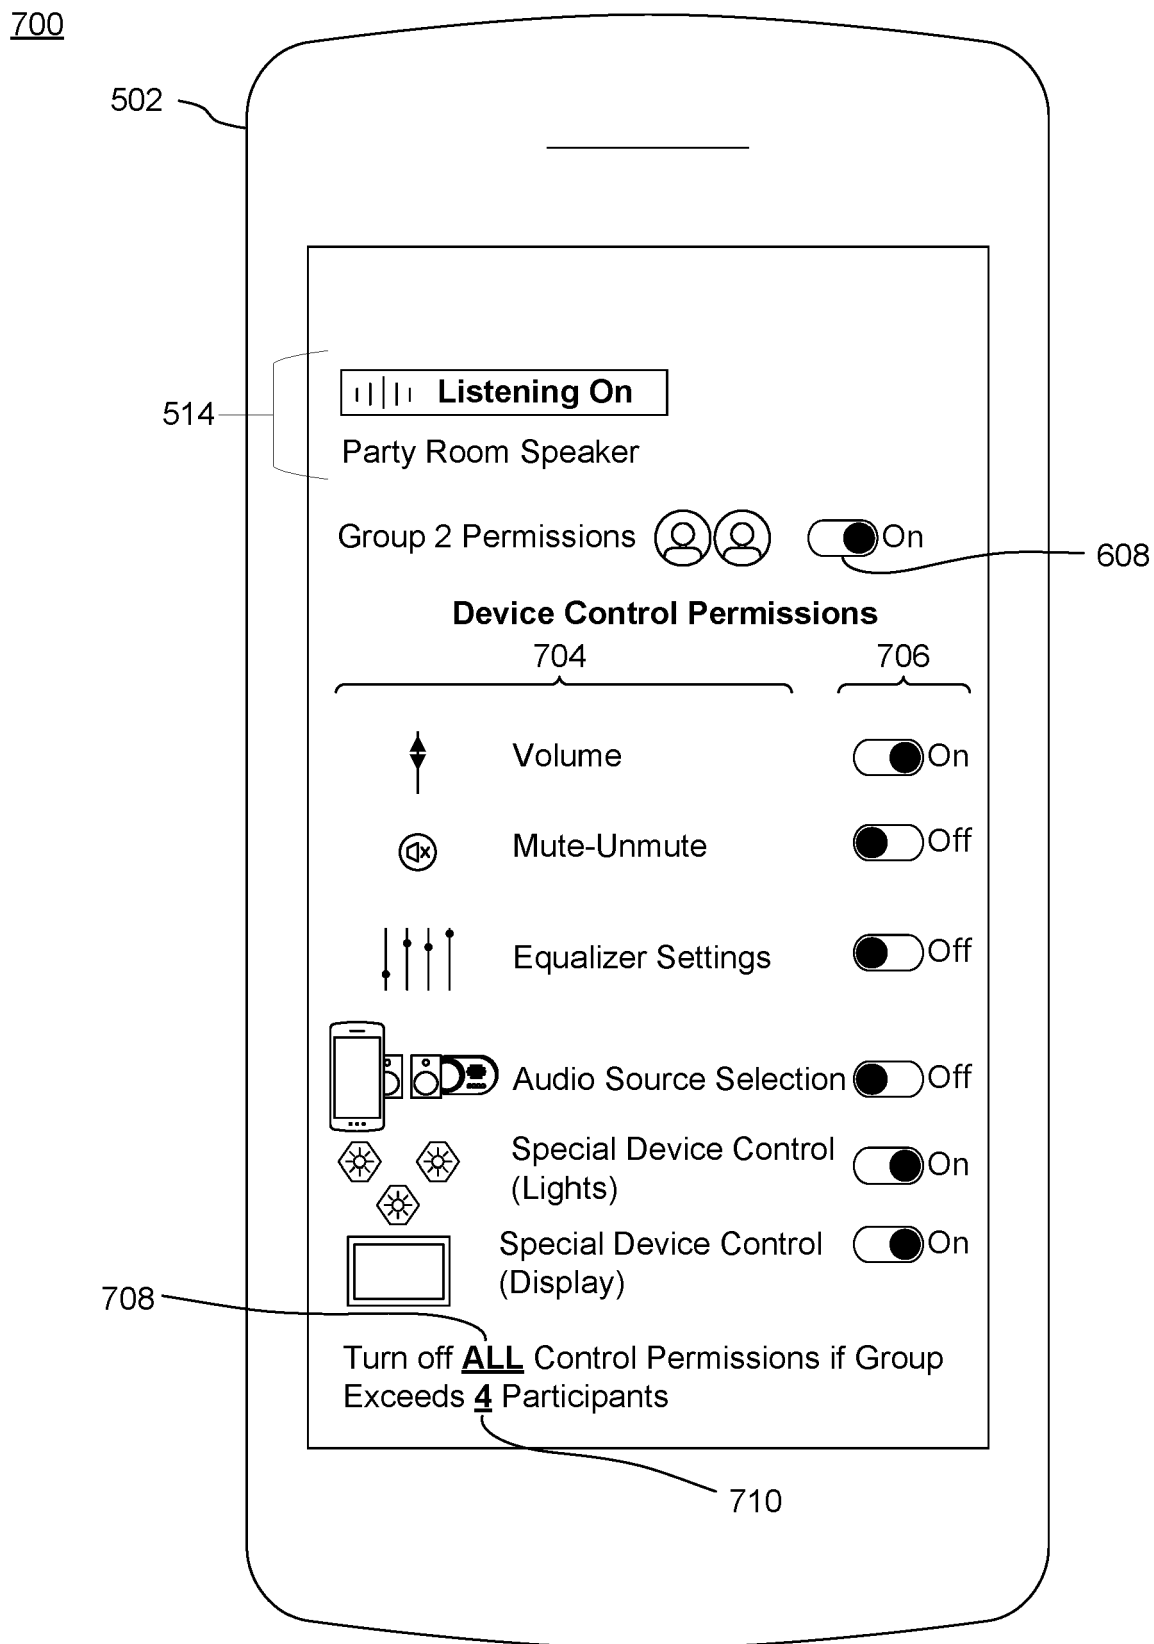 700
502
Listening On
514
Party Room Speaker
Group 2 Permissions On
608
Device Control Permissions
704 706
Volume On
Mute-Unmute Off
Equalizer Settings Off
Audio Source Selection Off
Special Device Control
(Lights) On
Special Device Control
(Display) On
708
Turn off ALL Control Permissions if Group
Exceeds 4 Participants
710